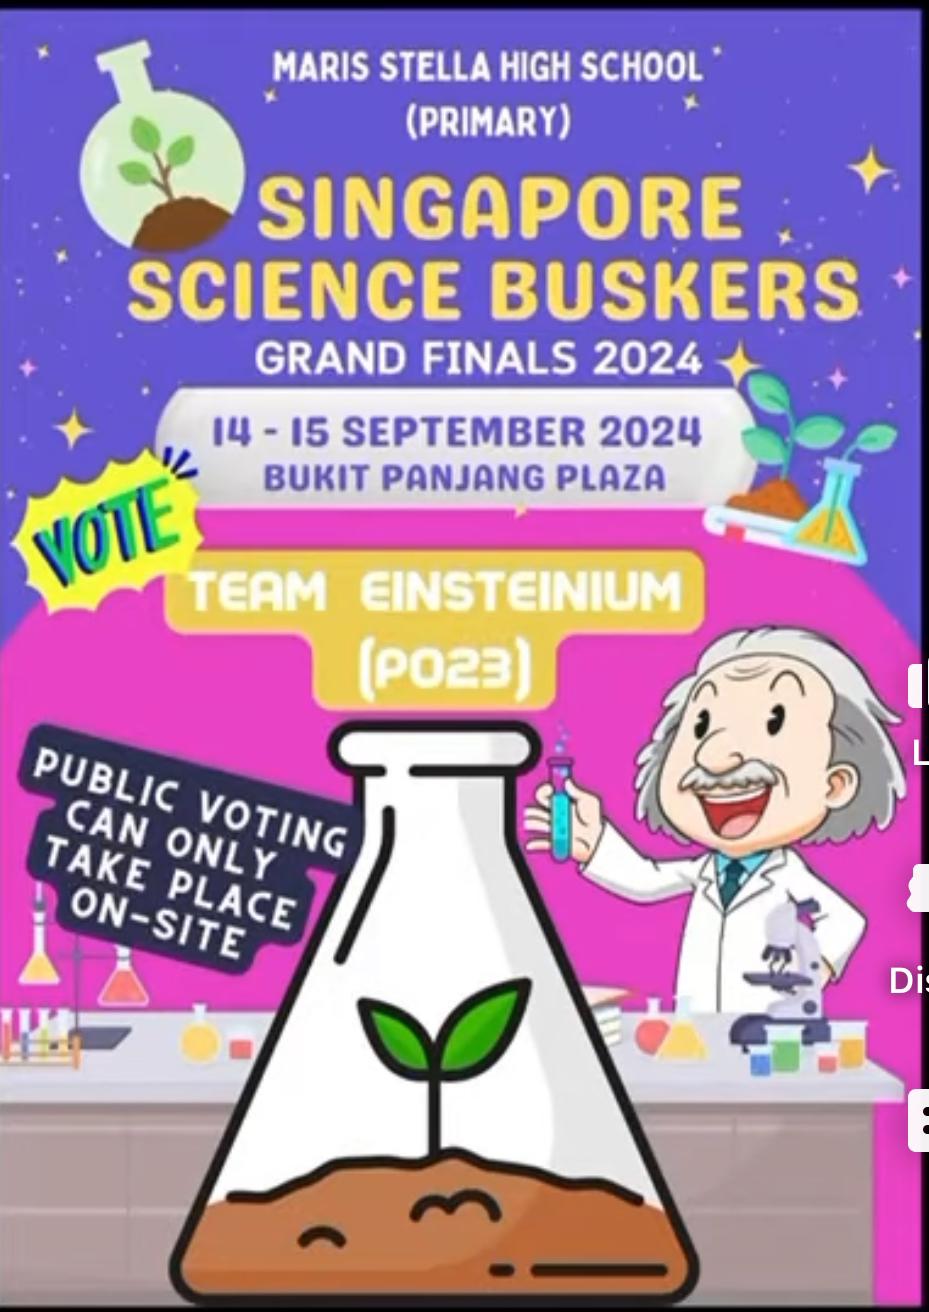 MARIS STELLA HIGH SCHOOL
(PRIMARY)
SINGAPORE
SCIENCE BUSKERS
GRAND FINALS 2024
14 - 15 SEPTEMBER 2024
BUKIT PANJANG PLAZA
VOTE
TEAM EINSTEINIUM
(P023)
PUBLIC VOTING
CAN ONLY
TAKE PLACE
ON-SITE